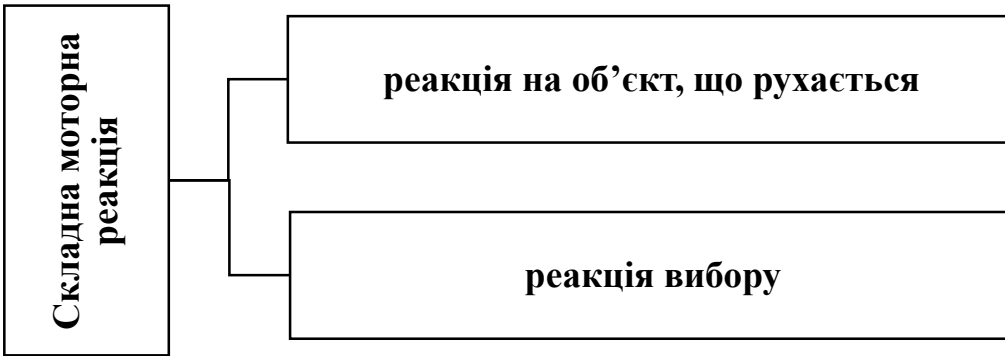 Складна моторна
реакція
реакція на об’єкт, що рухається
реакція вибору